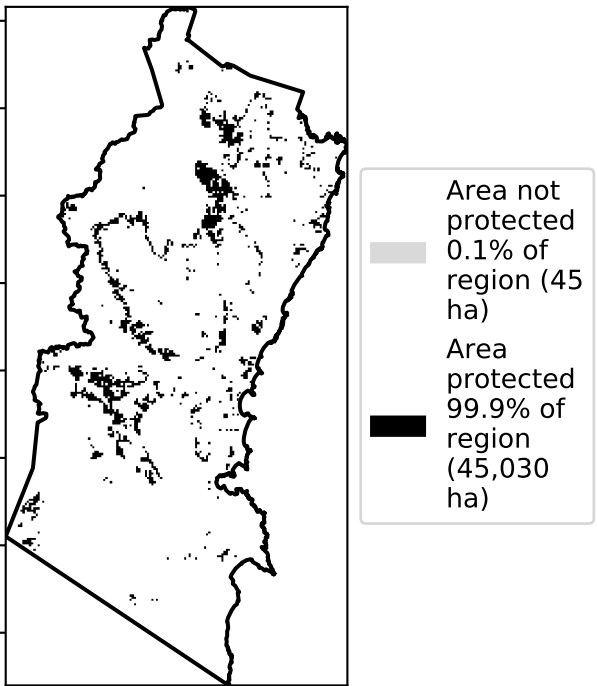 Area not
protected
0.1% of
region (45
ha)
Area
protected
99.9% of
region
(45,030
ha)